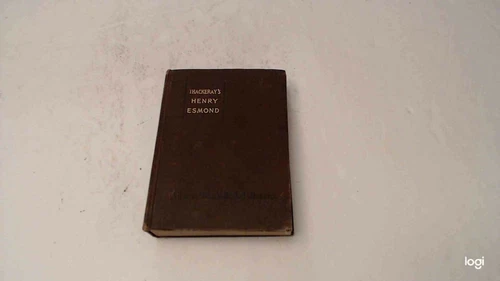 THACKERAY'S
HENRY
ESMOND
logi